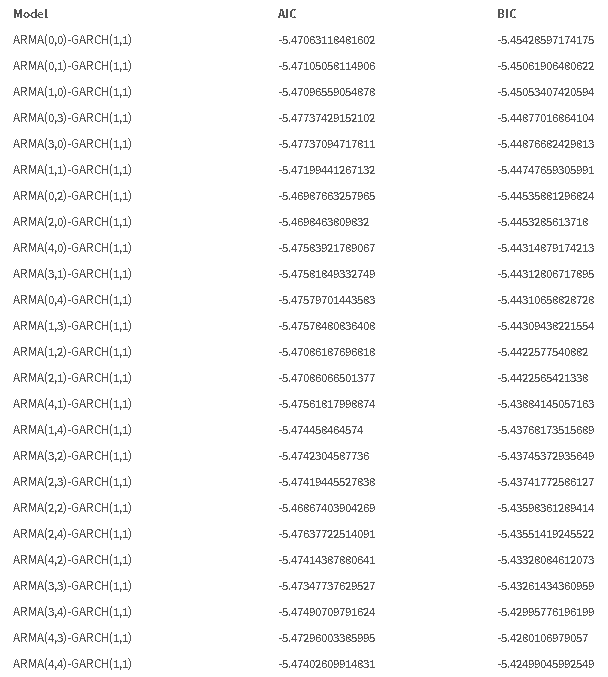 Model AIC BIC
ARMA(0,0)-GARCH(1,1) -5.47063118481602 -5.45428597174175
ARMA(0,1)-GARCH(1,1) -5.47105058114906 -5.45061906480622
ARMA(1,0)-GARCH(1,1) -5.47096559054878 -5.45053407420594
ARMA(0,3)-GARCH(1,1) -5.47737429152102 -5.44877016864104
ARMA(3,0)-GARCH(1,1) -5.47737094717811 -5.44876682429813
ARMA(1,1)-GARCH(1,1) -5.47199441267132 -5.44747659305991
ARMA(0,2)-GARCH(1,1) -5.46987663257965 -5.44535881296824
ARMA(2,0)-GARCH(1,1) -5.4698463809832 -5.4453285613718
ARMA(4,0)-GARCH(1,1) -5.47583921789067 -5.44314879174213
ARMA(3,1)-GARCH(1,1) -5.47581849332749 -5.44312806717895
ARMA(0,4)-GARCH(1,1) -5.47579701443583 -5.44310658828728
ARMA(1,3)-GARCH(1,1) -5.47578480836408 -5.44309438221554
ARMA(1,2)-GARCH(1,1) -5.47086187696818 -5.4422577540882
ARMA(2,1)-GARCH(1,1) -5.47086066501377 -5.4422565421338
ARMA(4,1)-GARCH(1,1) -5.47561817998874 -5.43884145057163
ARMA(1,4)-GARCH(1,1) -5.474458464574 -5.43768173515689
ARMA(3,2)-GARCH(1,1) -5.4742304587736 -5.43745372935649
ARMA(2,3)-GARCH(1,1) -5.47419445527838 -5.43741772586127
ARMA(2,2)-GARCH(1,1) -5.46867403904269 -5.43598361289414
ARMA(2,4)-GARCH(1,1) -5.47637722514091 -5.43551419245522
ARMA(4,2)-GARCH(1,1) -5.47414387880641 -5.43328084612073
ARMA(3,3)-GARCH(1,1) -5.47347737629527 -5.43261434360959
ARMA(3,4)-GARCH(1,1) -5.47490709791624 -5.42995776196199
ARMA(4,3)-GARCH(1,1) -5.47296003385995 -5.4280106979057
ARMA(4,4)-GARCH(1,1) -5.47402609914831 -5.42499045992549